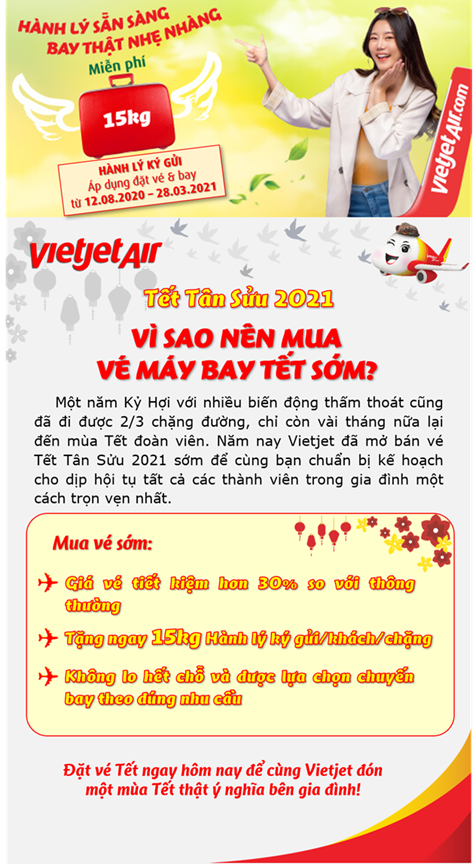 HÀNH LÝ SẴN SÀNG
BAY THẬT NHẸ NHÀNG
Miễn phí
15kg
HÀNH LÝ KÝ GỬI
Áp dụng đặt vé & bay
từ 12.08.2020 – 28.03.2021
vietjetAir.com
vietjetAir
Tết Tân Sửu 2021
VÌ SAO NÊN MUA
VÉ MÁY BAY TẾT SỚM?
Một năm Kỷ Hợi với nhiều biến động thấm thoát cũng
đã đi được 2/3 chặng đường, chỉ còn vài tháng nữa lại
đến mùa Tết đoàn viên. Năm nay Vietjet đã mở bán vé
Tết Tân Sửu 2021 sớm để cùng bạn chuẩn bị kế hoạch
cho dịp hội tụ tất cả các thành viên trong gia đình một
cách trọn vẹn nhất.
Mua vé sớm:
Giá vé tiết kiệm hơn 30% so với thông
thường
Tặng ngay 15kg Hành lý ký gửi/khách/chặng
Không lo hết chỗ và được lựa chọn chuyến
bay theo đúng nhu cầu
Đặt vé Tết ngay hôm nay để cùng Vietjet đón
một mùa Tết thật ý nghĩa bên gia đình!